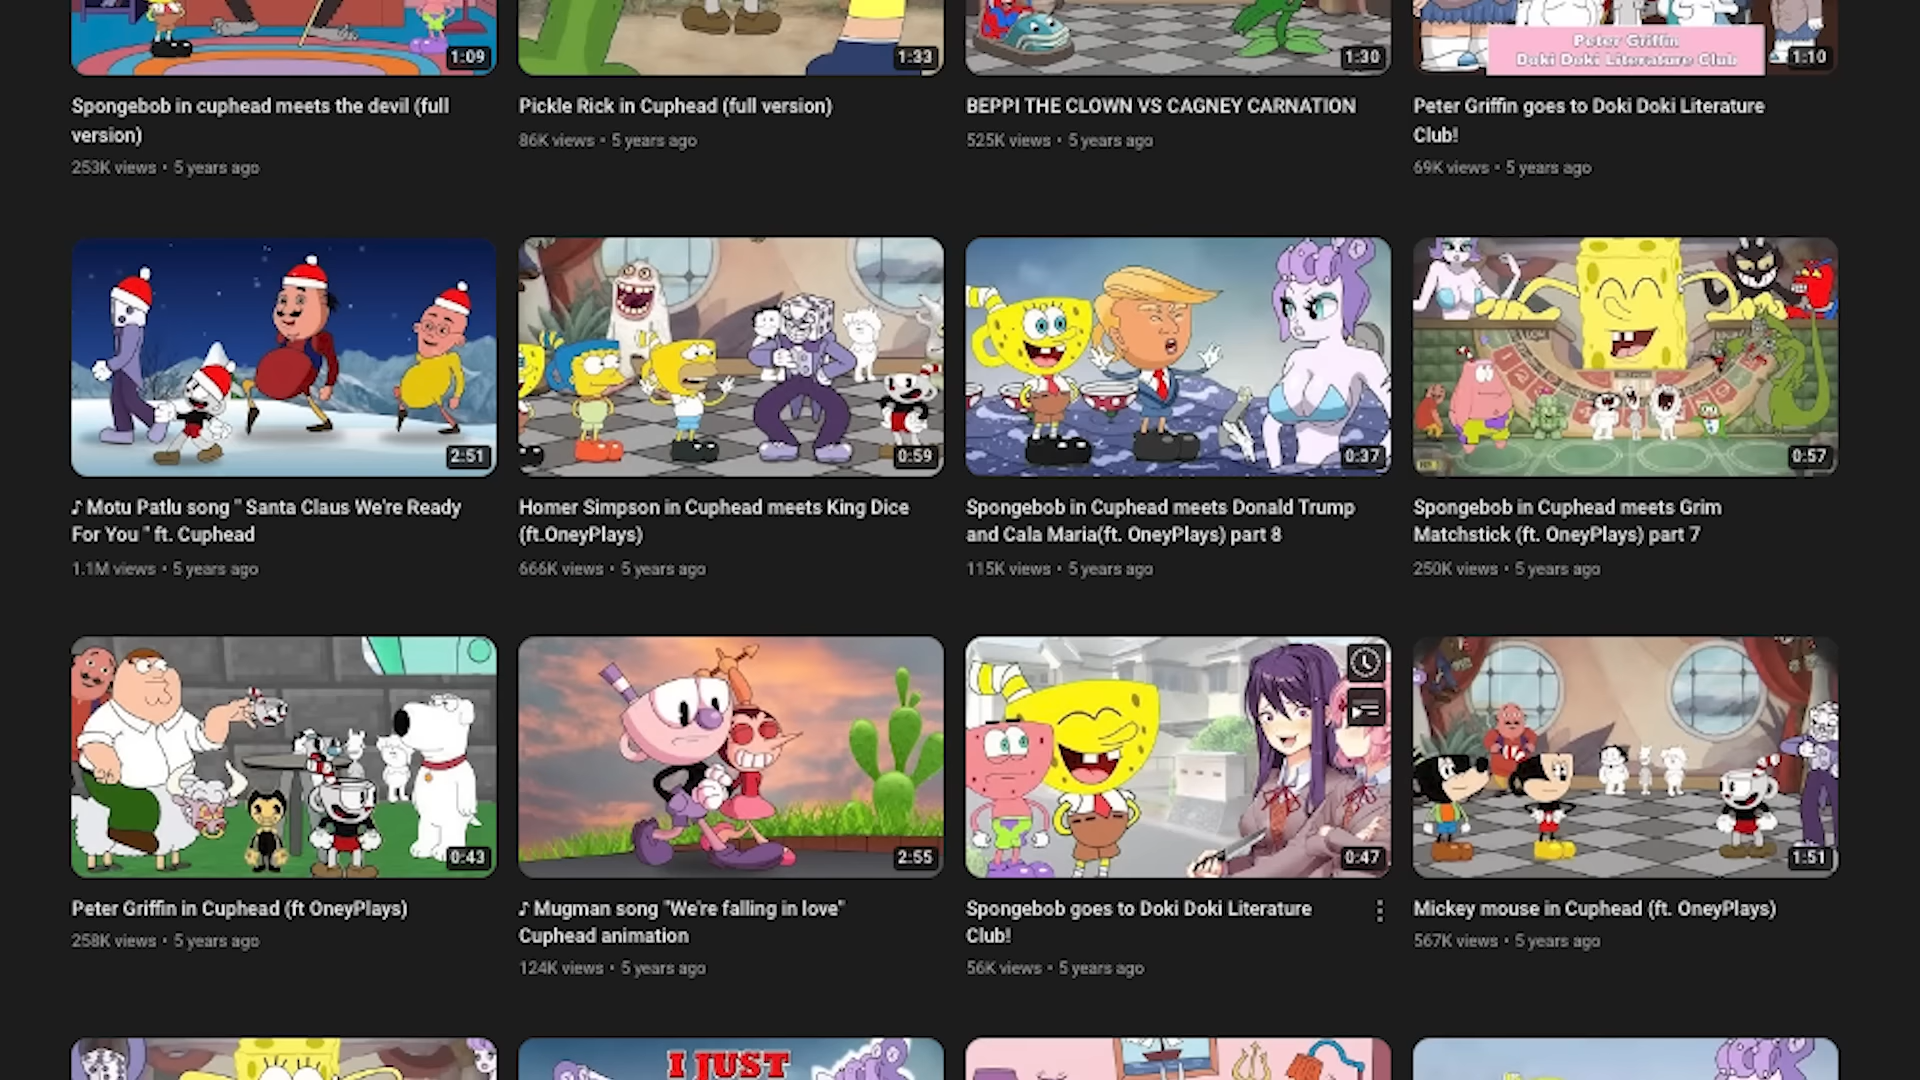 1:09
1:33
1:30
Peter Griffin
Doki Doki Literature Club
1:10
Spongebob in cuphead meets the devil (full
version)
253K views • 5 years ago
Pickle Rick in Cuphead (full version)
86K views • 5 years ago
BEPPI THE CLOWN VS CAGNEY CARNATION
525K views • 5 years ago
Peter Griffin goes to Doki Doki Literature
Club!
69K views • 5 years ago
2:51
0:59
0:37
0:57
♪ Motu Patlu song " Santa Claus We're Ready
For You " ft. Cuphead
1.1M views • 5 years ago
Homer Simpson in Cuphead meets King Dice
(ft.OneyPlays)
666K views • 5 years ago
Spongebob in Cuphead meets Donald Trump
and Cala Maria(ft. OneyPlays) part 8
115K views • 5 years ago
Spongebob in Cuphead meets Grim
Matchstick (ft. OneyPlays) part 7
250K views • 5 years ago
0:43
2:55
0:47
1:51
Peter Griffin in Cuphead (ft OneyPlays)
258K views • 5 years ago
♪ Mugman song "We're falling in love"
Cuphead animation
124K views • 5 years ago
Spongebob goes to Doki Doki Literature
Club!
56K views • 5 years ago
Mickey mouse in Cuphead (ft. OneyPlays)
567K views • 5 years ago
I JUST